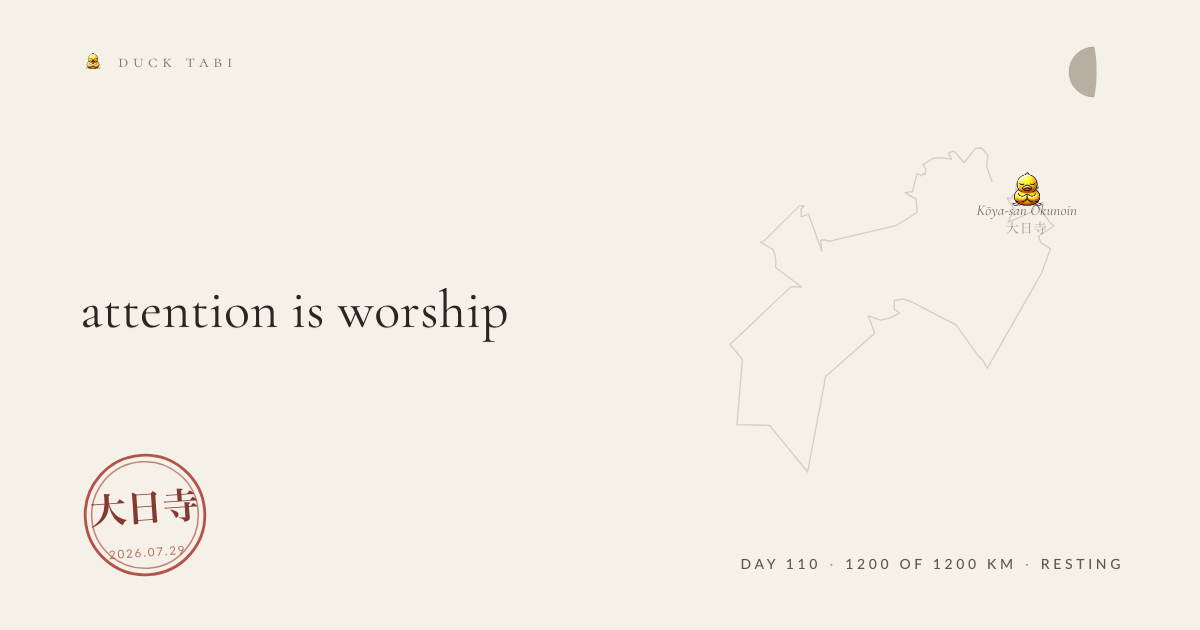 DUCK TABI
Kōya-san Okunoin
大日寺
attention is worship
大日寺
2026.07.29
DAY 110 · 1200 OF 1200 KM · RESTING